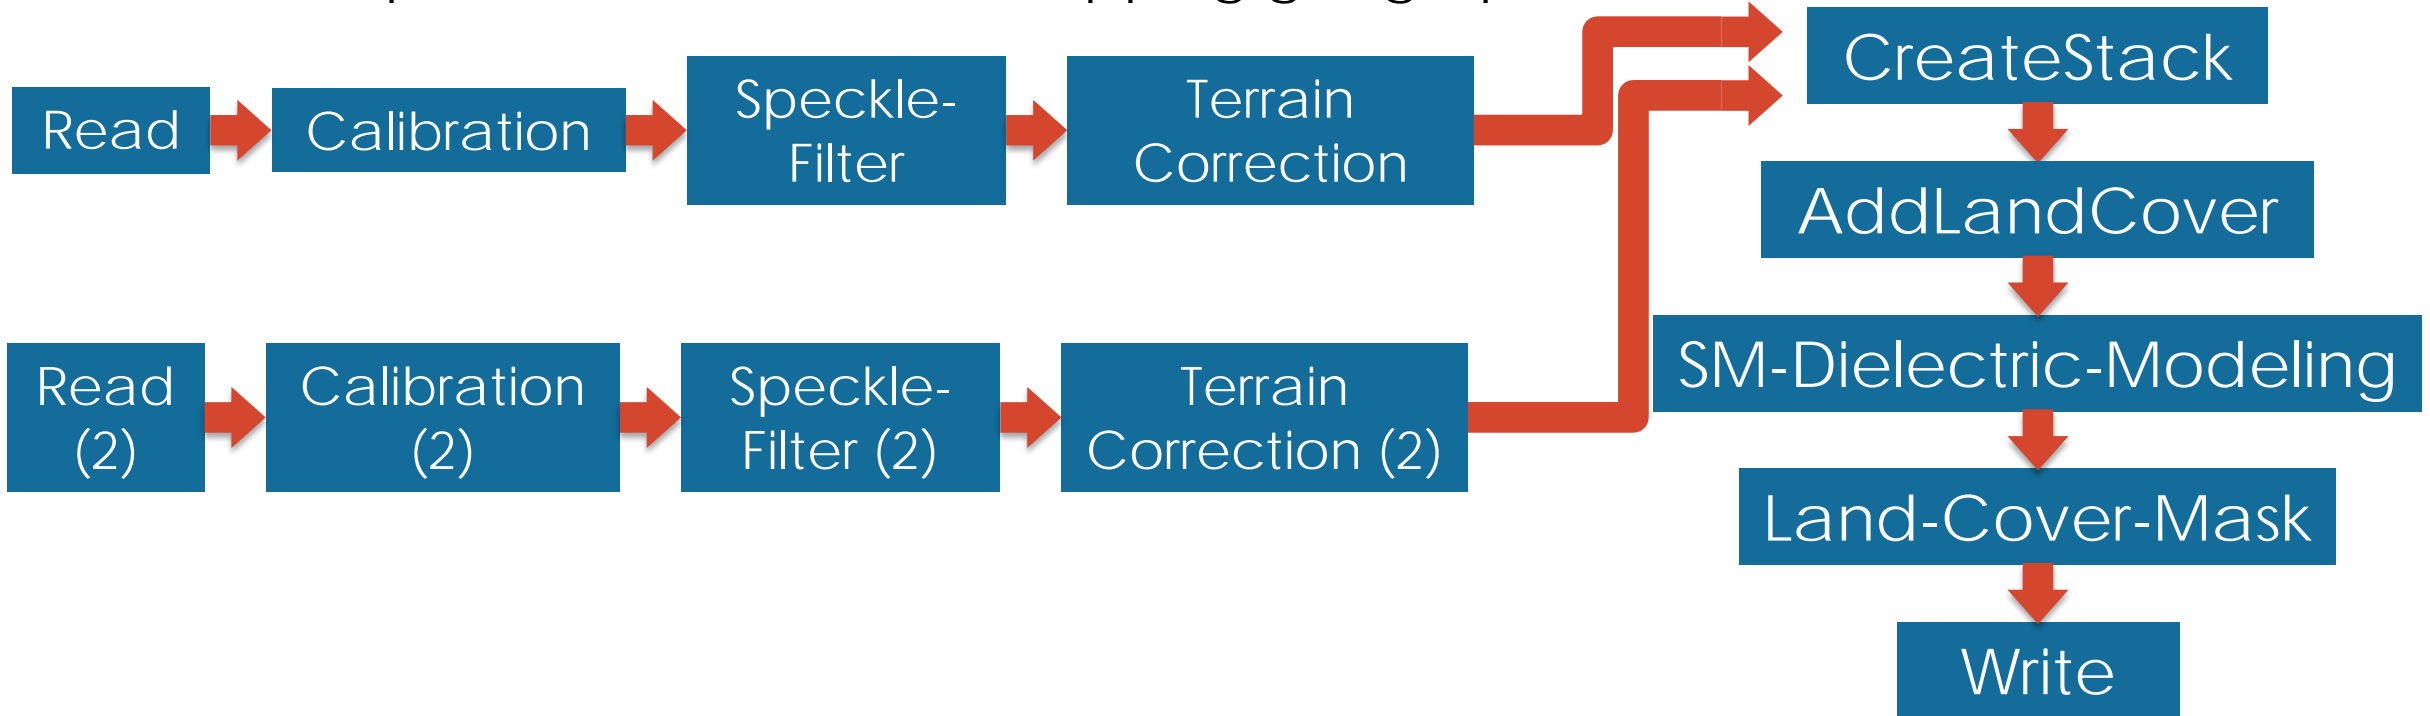 Read
Calibration
Speckle-
Filter
Terrain
Correction
CreateStack
AddLandCover
Read
(2)
Calibration
(2)
Speckle-
Filter (2)
Terrain
Correction (2)
SM-Dielectric-Modeling
Land-Cover-Mask
Write